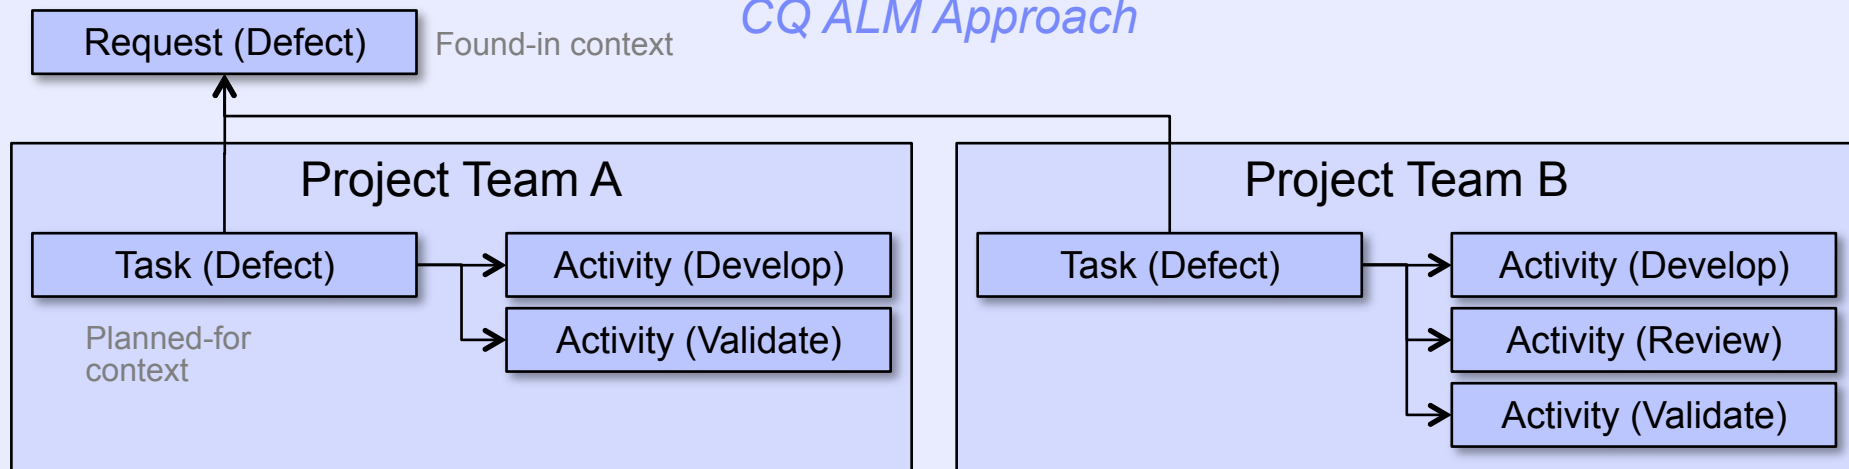 CQ ALM Approach
Request (Defect)
Found-in context
Project Team A
Task (Defect)
Activity (Develop)
Activity (Validate)
Planned-for
context
Project Team B
Task (Defect)
Activity (Develop)
Activity (Review)
Activity (Validate)